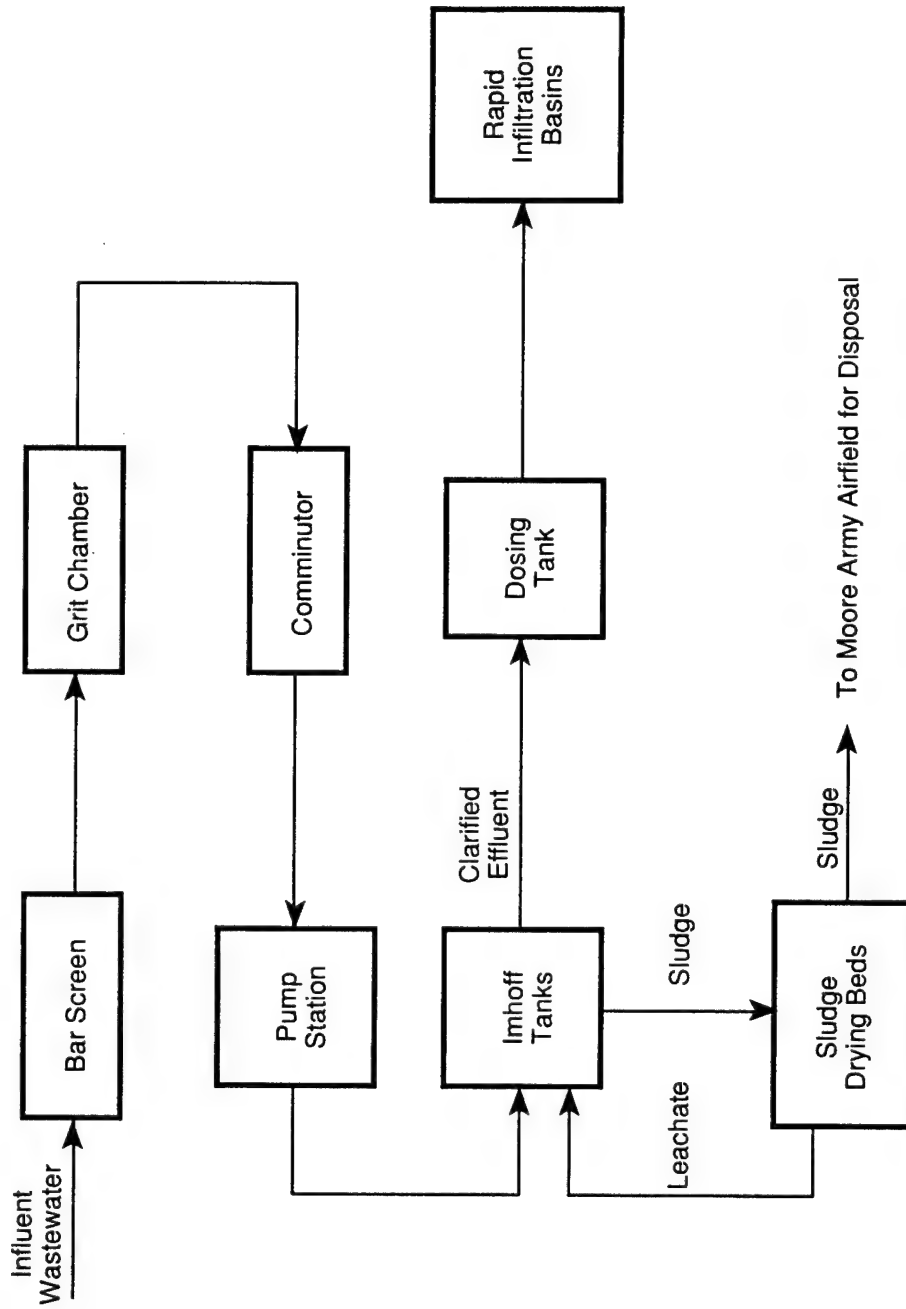 Influent
Wastewater
Bar Screen
Grit Chamber
Comminutor
Pump
Station
Imhoff
Tanks
Clarified
Effluent
Dosing
Tank
Rapid
Infiltration
Basins
Sludge
Leachate
Sludge
Drying Beds
Sludge
To Moore Army Airfield for Disposal